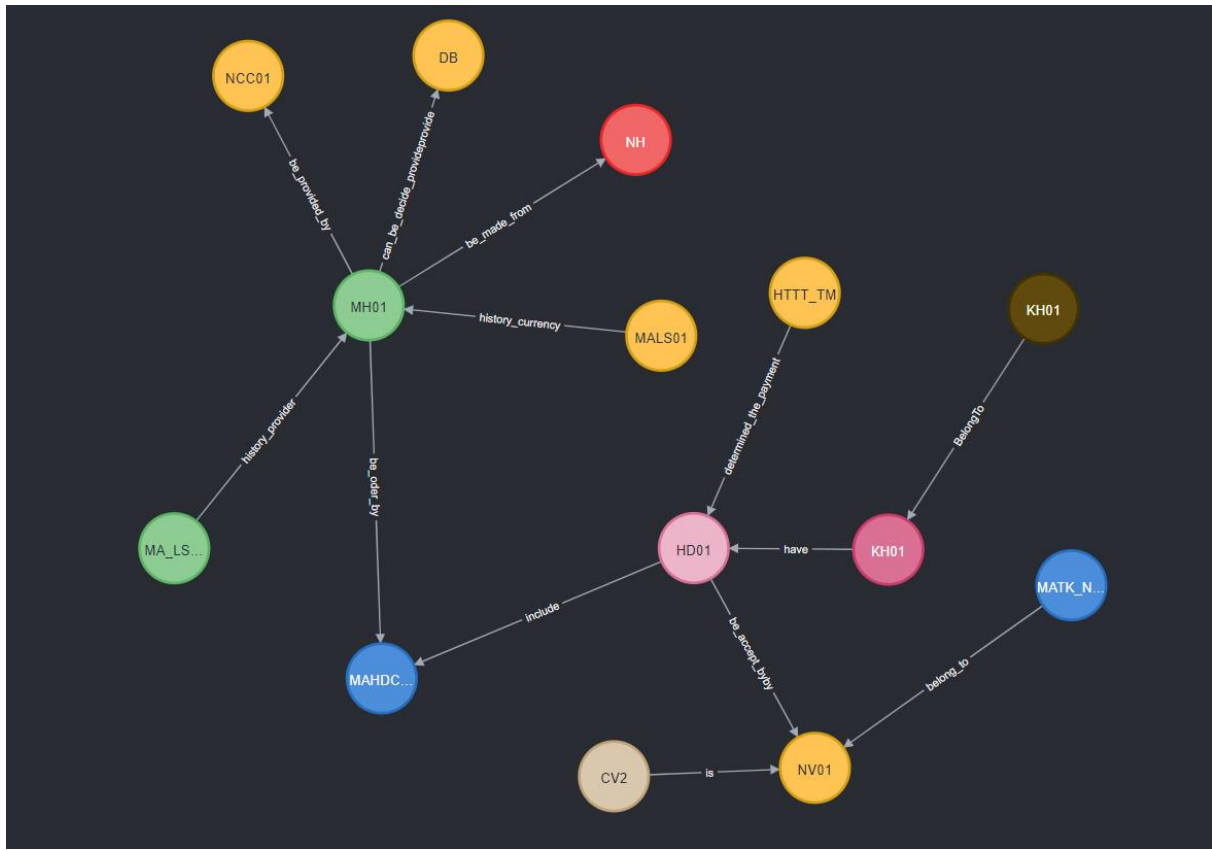 DB
NCC01
NH
be_provided_by
can_be_decide_provideprovide
be_made_from
HTTT_TM
MH01
KH01
history_currency
MALS01
determined_the_payment
BelongTo
history_provider
be_oder_by
MA_LS...
HD01
have
KH01
MATK_N...
include
be_accept_byby
belong_to
MAHDC...
CV2
is
NV01